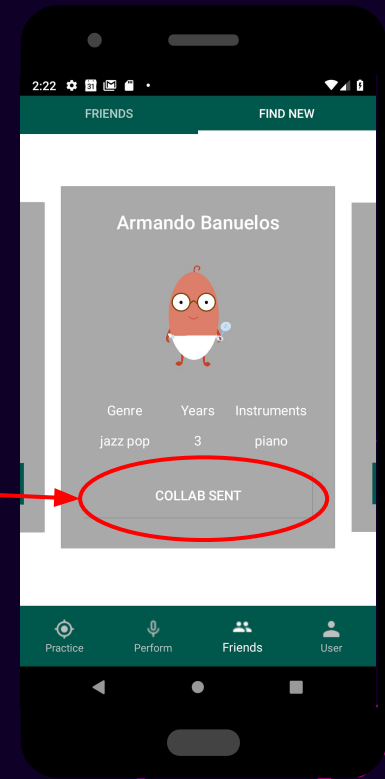 2:22 31
FRIENDS FIND NEW
Armando Banuelos
Genre Years Instruments
jazz pop 3 piano
COLLAB SENT
Practice Perform Friends User